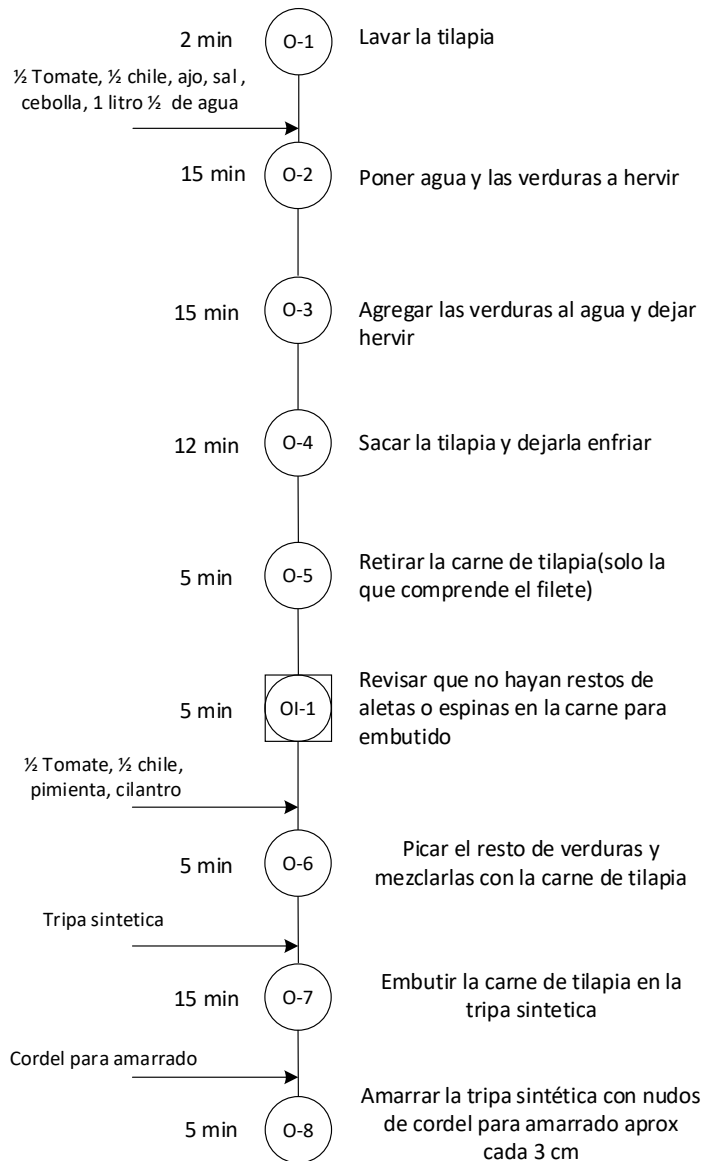 2 min
O-1
Lavar la tilapia
½ Tomate, ½ chile, ajo, sal ,
cebolla, 1 litro ½ de agua
15 min
O-2
Poner agua y las verduras a hervir
15 min
O-3
Agregar las verduras al agua y dejar
hervir
12 min
O-4
Sacar la tilapia y dejarla enfriar
5 min
O-5
Retirar la carne de tilapia(solo la
que comprende el filete)
5 min
OI-1
Revisar que no hayan restos de
aletas o espinas en la carne para
embutido
½ Tomate, ½ chile,
pimienta, cilantro
5 min
O-6
Picar el resto de verduras y
mezclarlas con la carne de tilapia
Tripa sintetica
15 min
O-7
Embutir la carne de tilapia en la
tripa sintetica
Cordel para amarrado
5 min
O-8
Amarrar la tripa sintética con nudos
de cordel para amarrado aprox
cada 3 cm